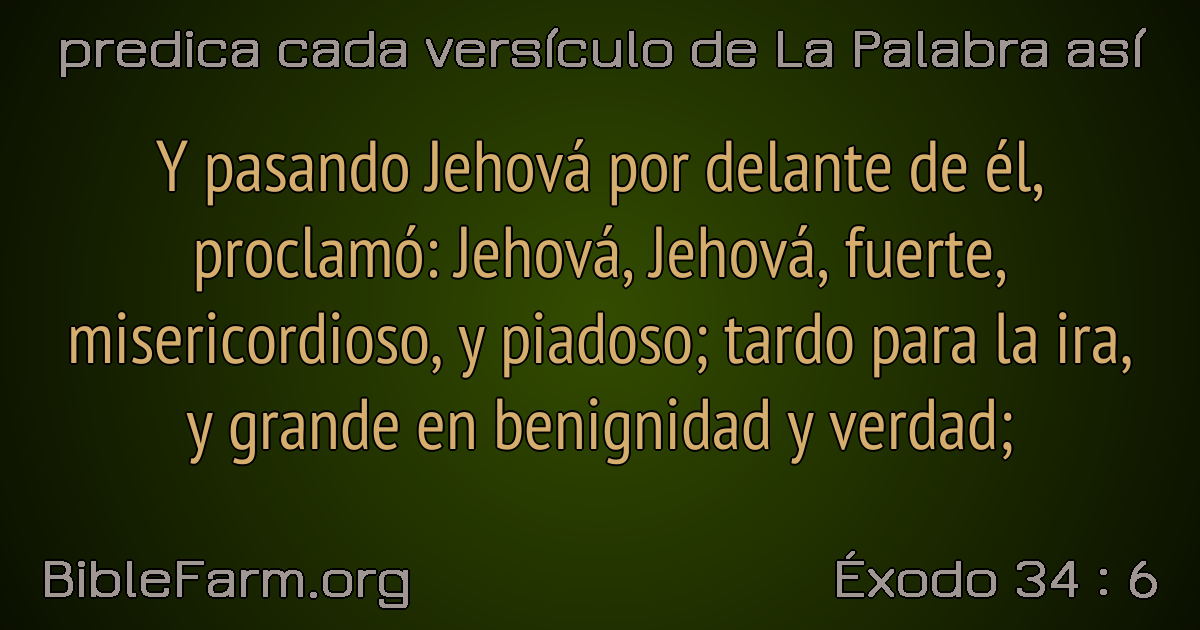 predica cada versículo de La Palabra así
Y pasando Jehová por delante de él,
proclamó: Jehová, Jehová, fuerte,
misericordioso, y piadoso; tardo para la ira,
y grande en benignidad y verdad;
BibleFarm.org
Éxodo 34 : 6